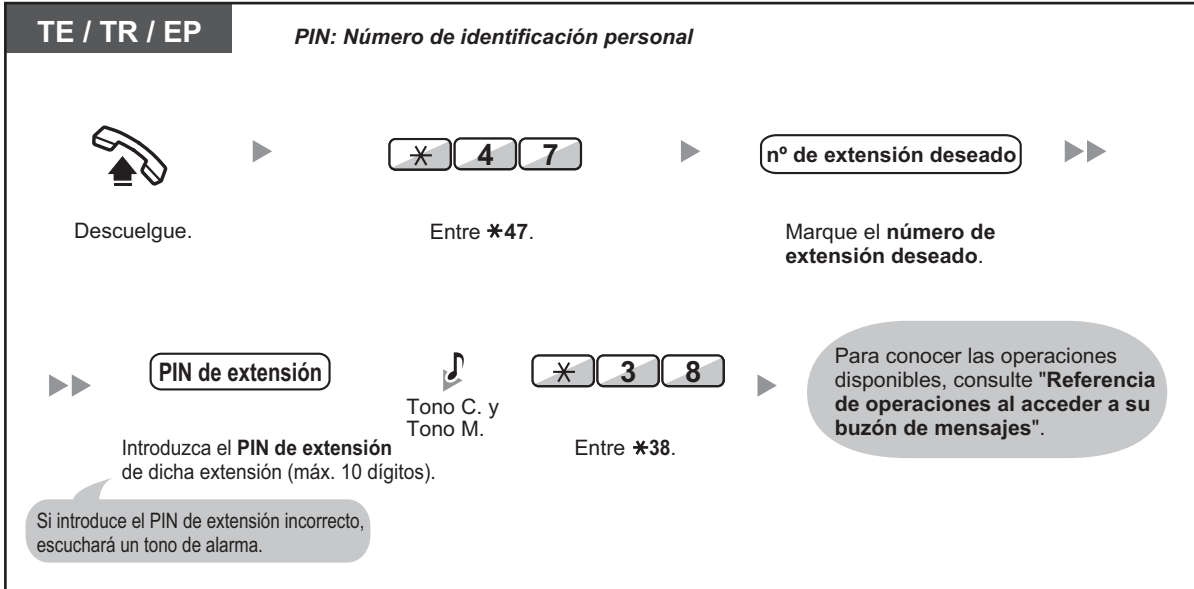 TE / TR / EP
PIN: Número de identificación personal
* 4 7
nº de extensión deseado
Descuelgue.
Entre *47.
Marque el número de
extensión deseado.
PIN de extensión
* 3 8
Tono C. y
Tono M.
Introduzca el PIN de extensión
de dicha extensión (máx. 10 dígitos).
Entre *38.
Para conocer las operaciones
disponibles, consulte "Referencia
de operaciones al acceder a su
buzón de mensajes".
Si introduce el PIN de extensión incorrecto,
escuchará un tono de alarma.